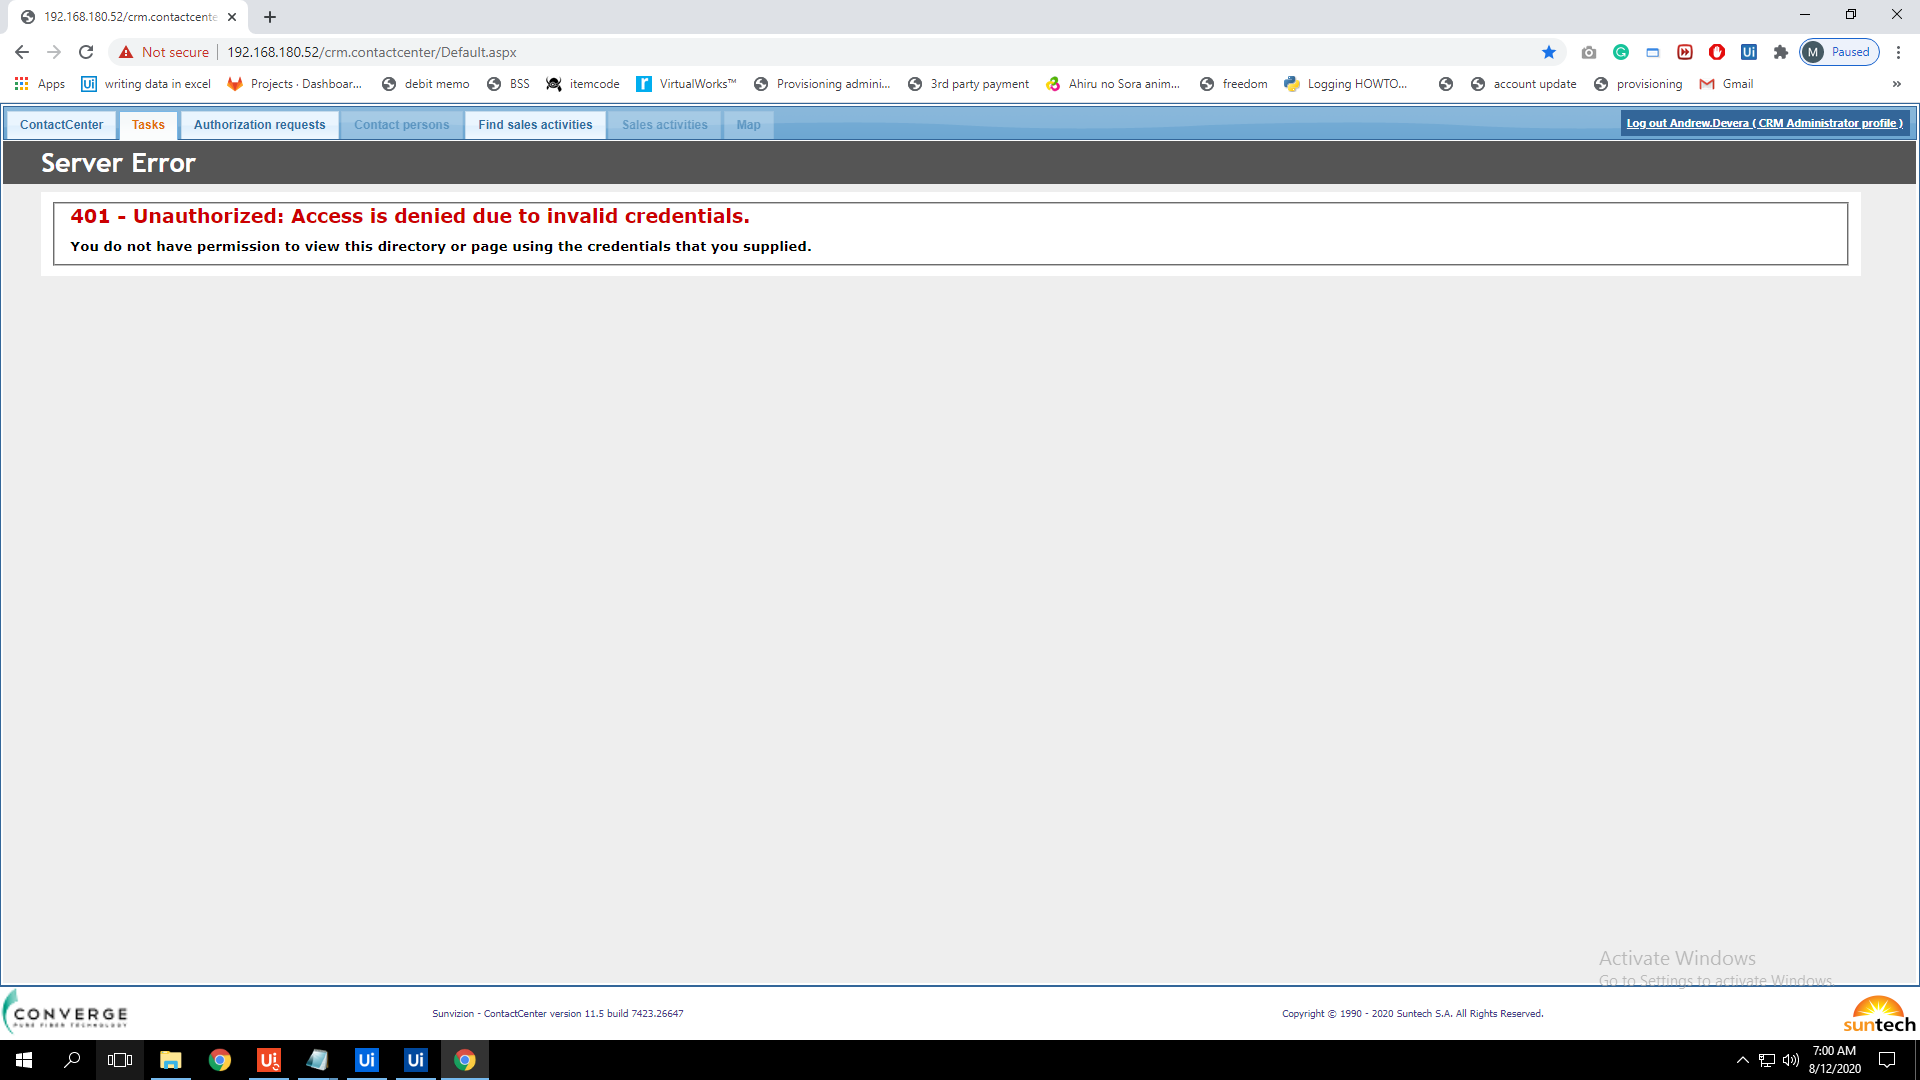 192.168.180.52/crm.contactcente
Not secure
192.168.180.52/crm.contactcenter/Default.aspx
M Paused
Apps
Ui writing data in excel
Projects · Dashboar...
debit memo
BSS
itemcode
r VirtualWorks™
Provisioning admini...
3rd party payment
Ahiru no Sora anim...
freedom
Logging HOWTO...
account update
provisioning
Gmail
»
ContactCenter
Tasks
Authorization requests
Contact persons
Find sales activities
Sales activities
Map
Log out Andrew.Devera ( CRM Administrator profile )
Server Error
401 - Unauthorized: Access is denied due to invalid credentials.
You do not have permission to view this directory or page using the credentials that you supplied.
Activate Windows
Go to Settings to activate Windows.
CONVERGE
PURE FIBER TECHNOLOGY
Sunvizion - ContactCenter version 11.5 build 7423.26647
Copyright © 1990 - 2020 Suntech S.A. All Rights Reserved.
suntech
Ui
Ui
Ui
7:00 AM
8/12/2020